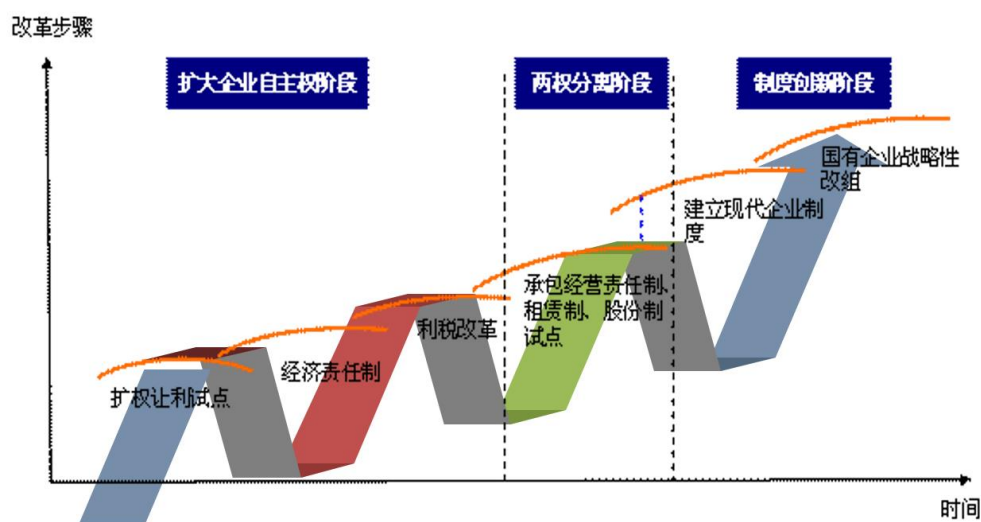 改革步骤
扩大企业自主权阶段
两权分离阶段
制度创新阶段
国有企业战略性
改组
建立现代企业制
度
承包经营责任制、
租赁制、股份制
试点
利税改革
经济责任制
扩权让利试点
时间